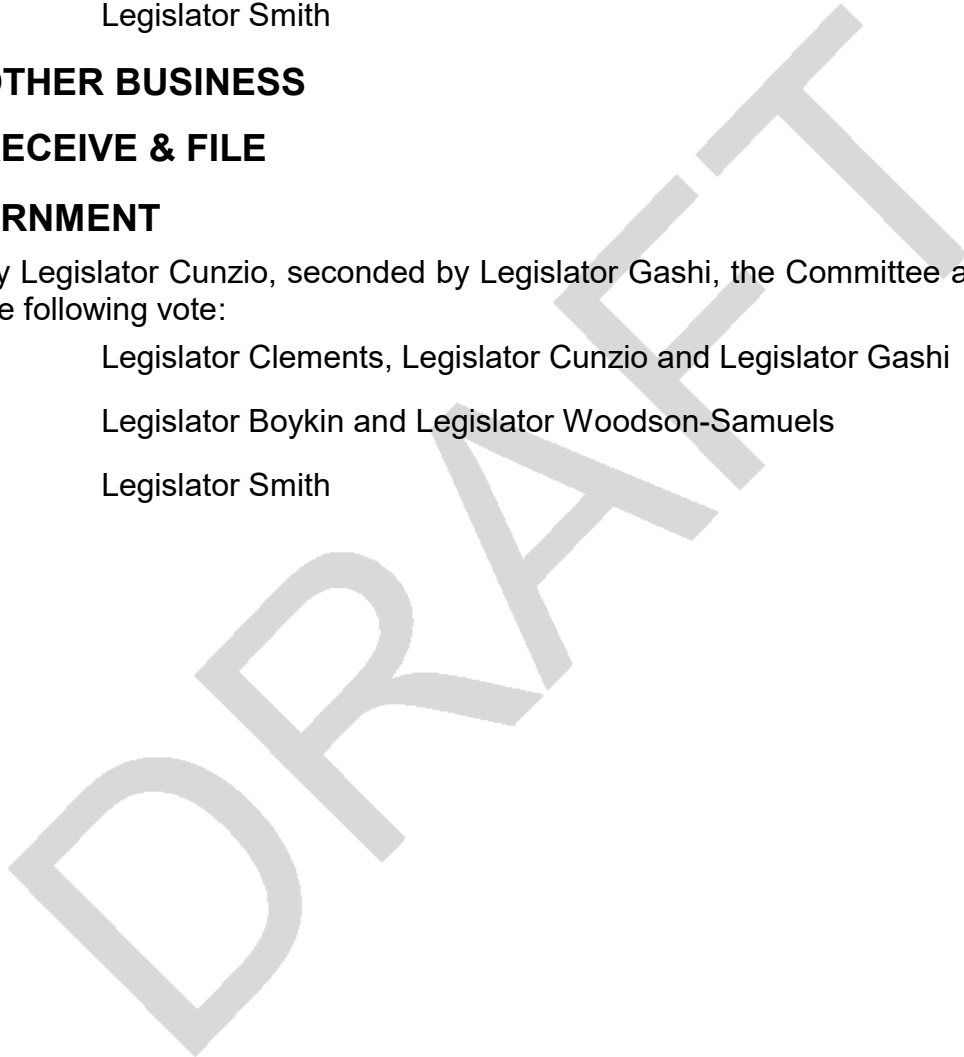 Legislator Smith
OTHER BUSINESS
RECEIVE & FILE
RNMENT
y Legislator Cunzio, seconded by Legislator Gashi, the Committee a
e following vote:
Legislator Clements, Legislator Cunzio and Legislator Gashi
Legislator Boykin and Legislator Woodson-Samuels
Legislator Smith
DRAFT